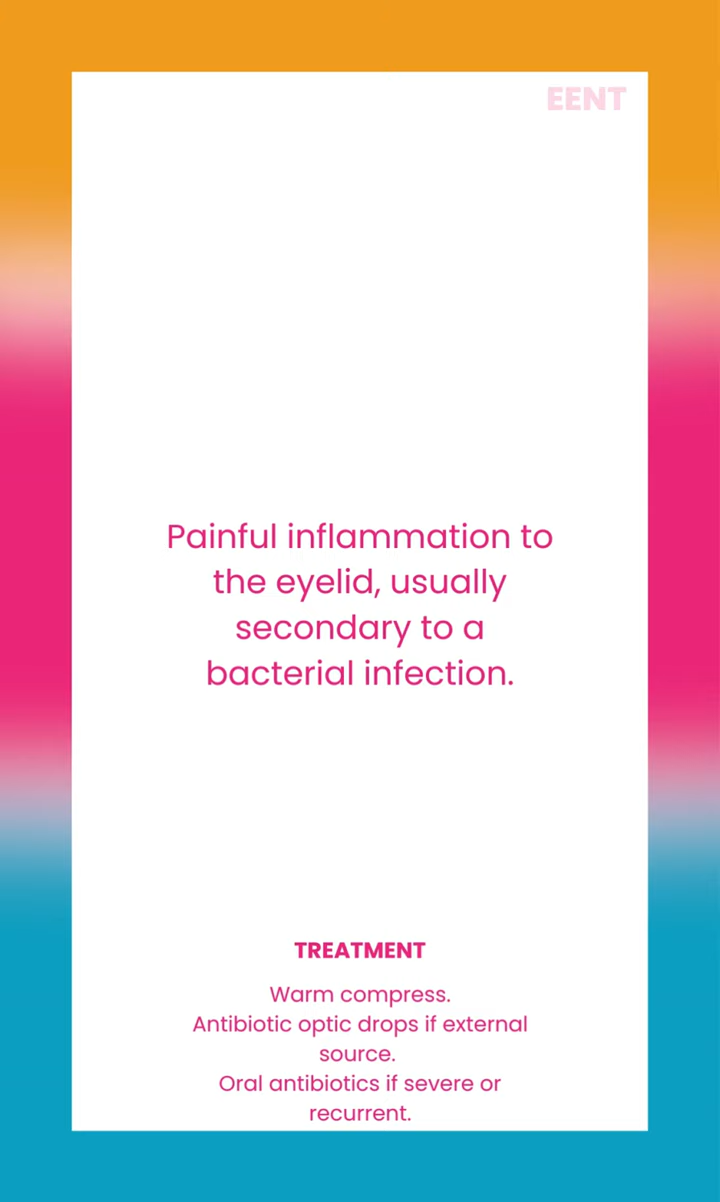 EENT
Painful inflammation to
the eyelid, usually
secondary to a
bacterial infection.
TREATMENT
Warm compress.
Antibiotic optic drops if external
source.
Oral antibiotics if severe or
recurrent.